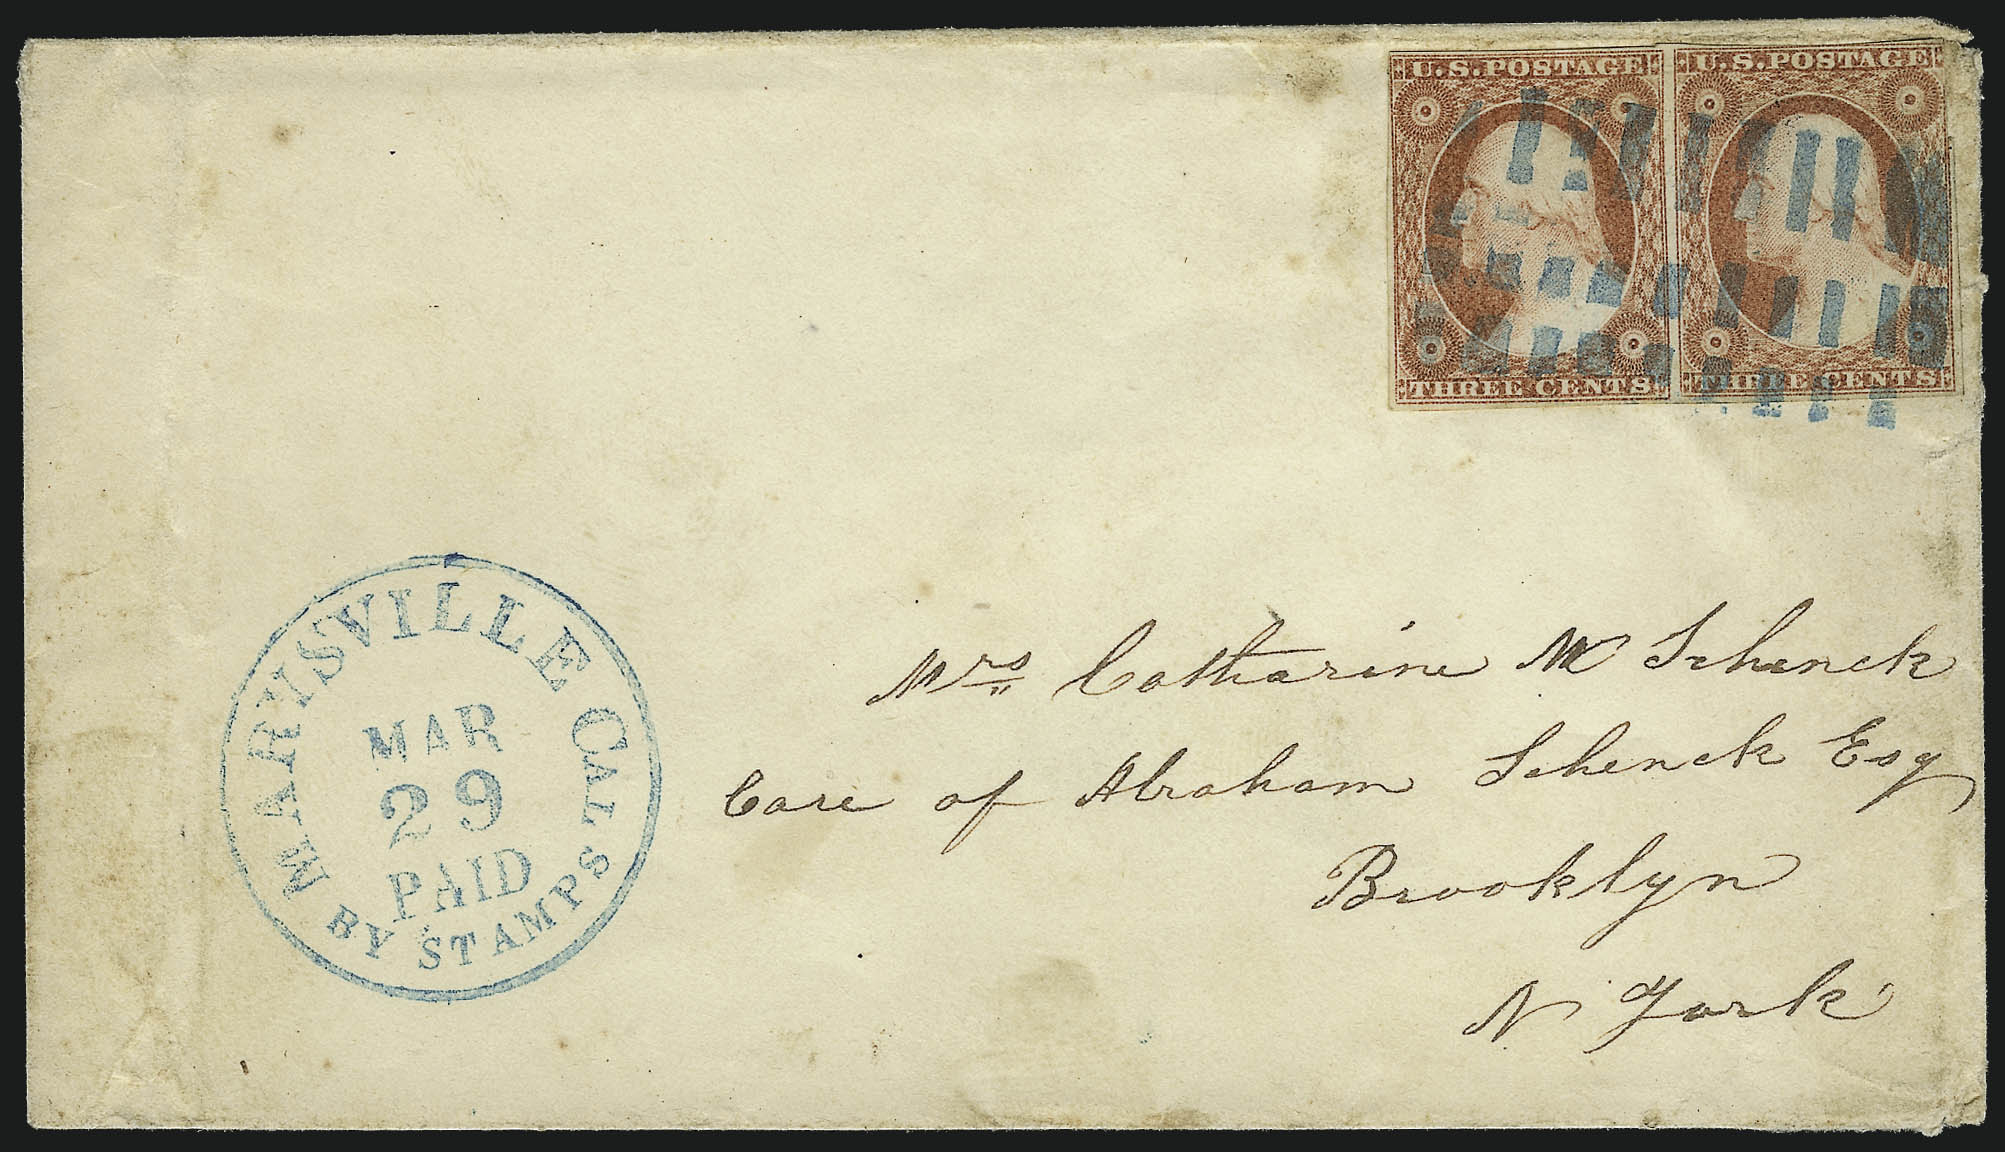 U.S.POSTAGE
THREE CENTS
U.S.POSTAGE
THREE CENTS
MARYSVILLE CAL
MAR
29
PAID
BY STAMPS
Mrs Catharine M Schenck
Care of Abraham Schenck Esq
Brooklyn
N York